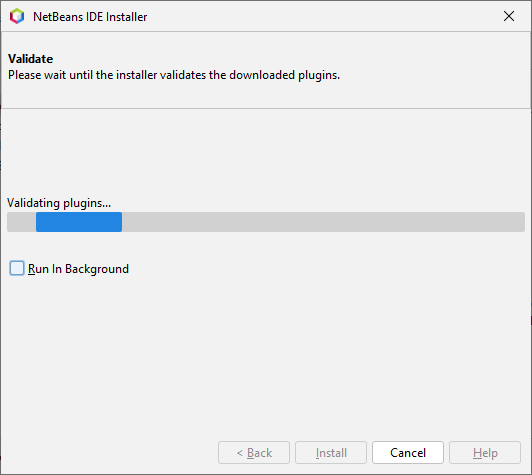 NetBeans IDE Installer
Validate
Please wait until the installer validates the downloaded plugins.
Validating plugins...
Run In Background
< Back
Install
Cancel
Help